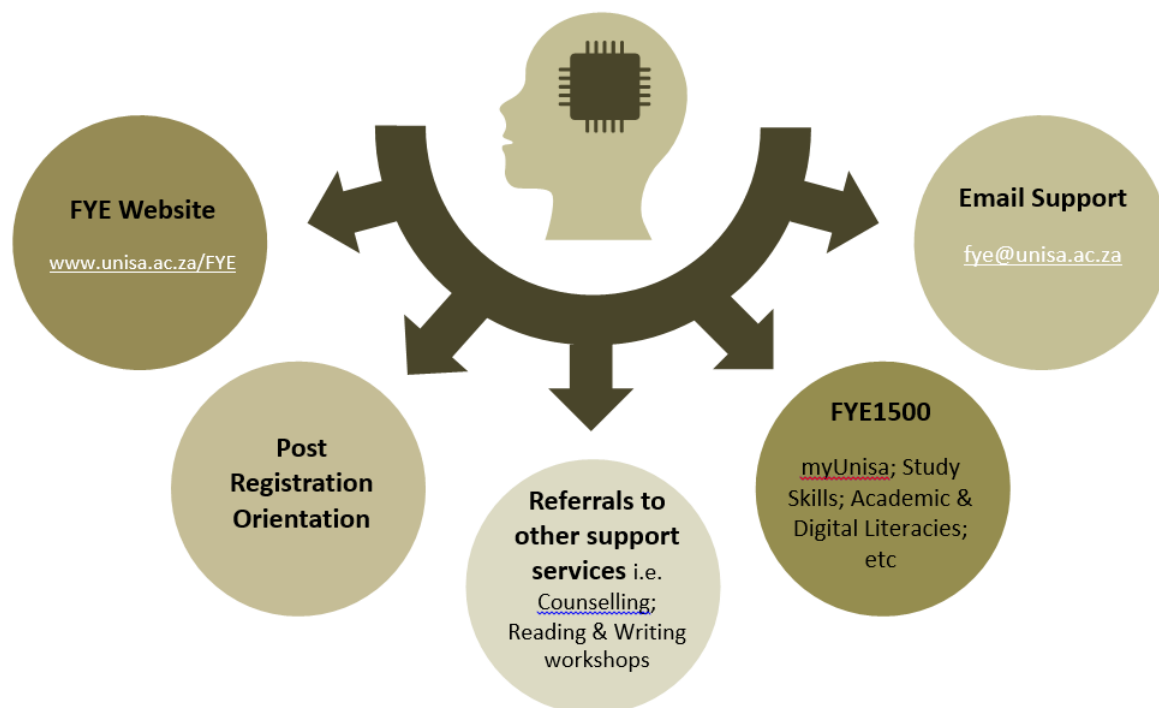 FYE Website
www.unisa.ac.za/FYE
Post
Registration
Orientation
Referrals to
other support
services i.e.
Counselling;
Reading & Writing
workshops
FYE1500
myUnisa; Study
Skills; Academic &
Digital Literacies;
etc
Email Support
fye@unisa.ac.za